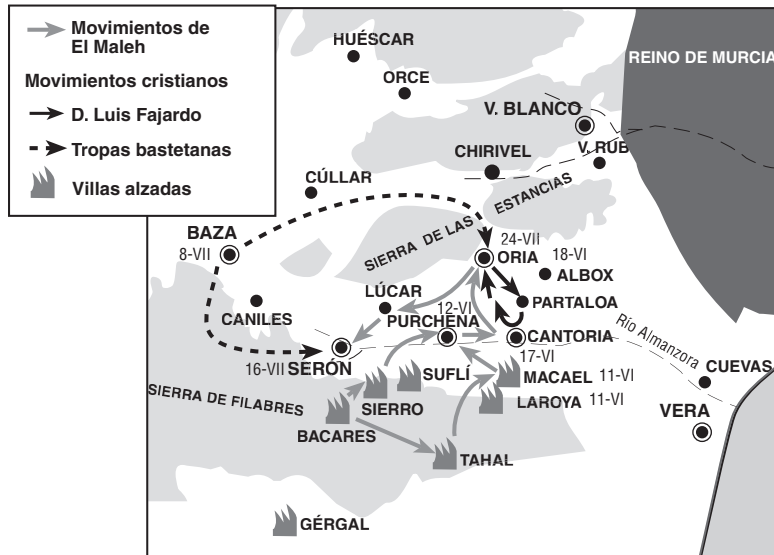 Movimientos de
El Maleh
Movimientos cristianos
D. Luis Fajardo
Tropas bastetanas
Villas alzadas
HUÉSCAR
ORCE
REINO DE MURCIA
V. BLANCO
CHIRIVEL
V. RUB
CÚLLAR
SIERRA DE LAS ESTANCIAS
BAZA
8-VII
24-VII
ORIA
18-VI
ALBOX
PARTALOA
LÚCAR
12-VI
PURCHENA
CANILES
CANTORIA
17-VI
Río Almanzora
16-VII SERÓN
SUFLÍ
MACAEL 11-VI
CUEVAS
SIERRA DE FILABRES
SIERRO
LAROYA 11-VI
VERA
BACARES
TAHAL
GÉRGAL